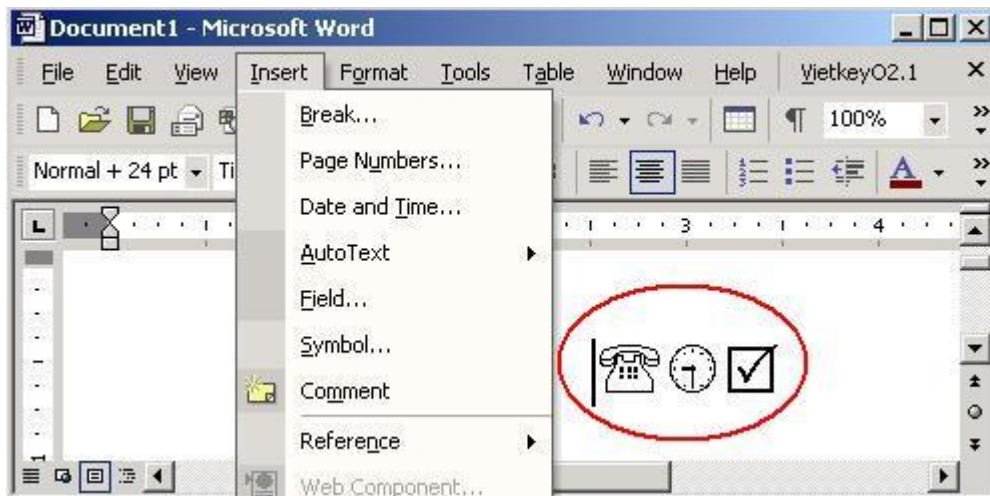 Document1 - Microsoft Word
File Edit View Insert Format Tools Table Window Help VietkeyO2.1
100%
Normal + 24 pt Ti
3 4
Break...
Page Numbers...
Date and Time...
AutoText
Field...
Symbol...
Comment
Reference
Web Component...